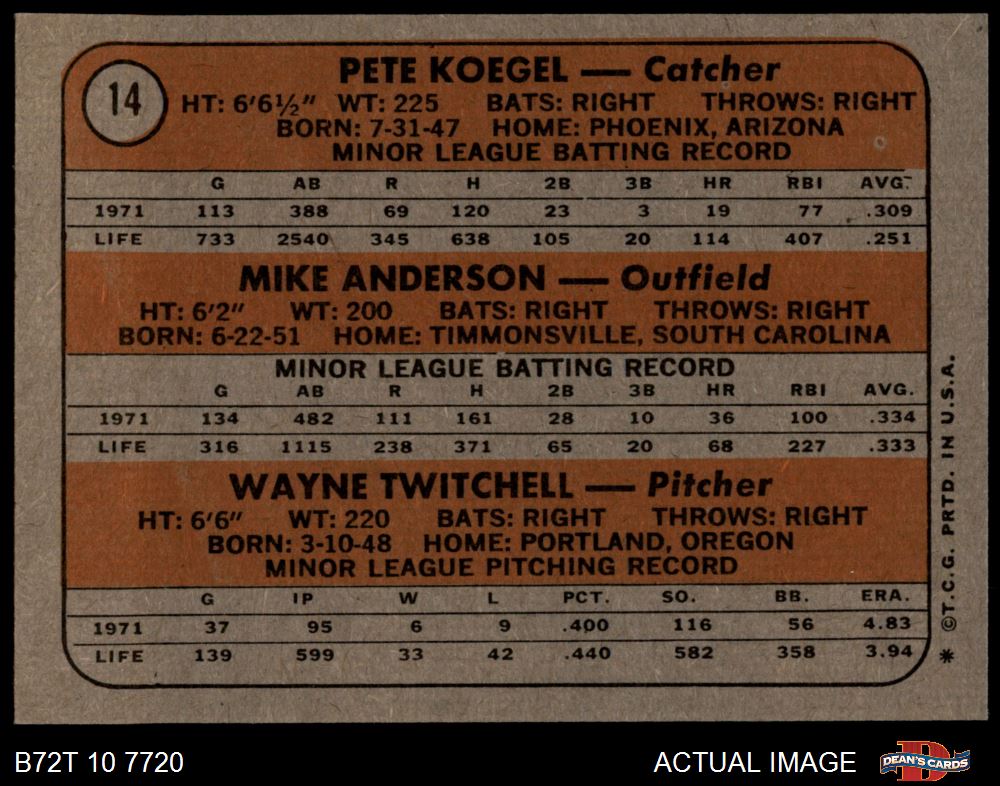 14
PETE KOEGEL — Catcher
HT: 6'6½" WT: 225 BATS: RIGHT THROWS: RIGHT
BORN: 7-31-47 HOME: PHOENIX, ARIZONA
MINOR LEAGUE BATTING RECORD
G AB R H 2B 3B HR RBI AVG.
1971 113 388 69 120 23 3 19 77 .309
LIFE 733 2540 345 638 105 20 114 407 .251
MIKE ANDERSON — Outfield
HT: 6'2" WT: 200 BATS: RIGHT THROWS: RIGHT
BORN: 6-22-51 HOME: TIMMONSVILLE, SOUTH CAROLINA
MINOR LEAGUE BATTING RECORD
G AB R H 2B 3B HR RBI AVG.
1971 134 482 111 161 28 10 36 100 .334
LIFE 316 1115 238 371 65 20 68 227 .333
WAYNE TWITCHELL — Pitcher
HT: 6'6" WT: 220 BATS: RIGHT THROWS: RIGHT
BORN: 3-10-48 HOME: PORTLAND, OREGON
MINOR LEAGUE PITCHING RECORD
G IP W L PCT. SO. BB. ERA.
1971 37 95 6 9 .400 116 56 4.83
LIFE 139 599 33 42 .440 582 358 3.94
* ©T.C.G. PRTD. IN U.S.A.
B72T 10 7720
ACTUAL IMAGE
D
DEAN'S CARDS